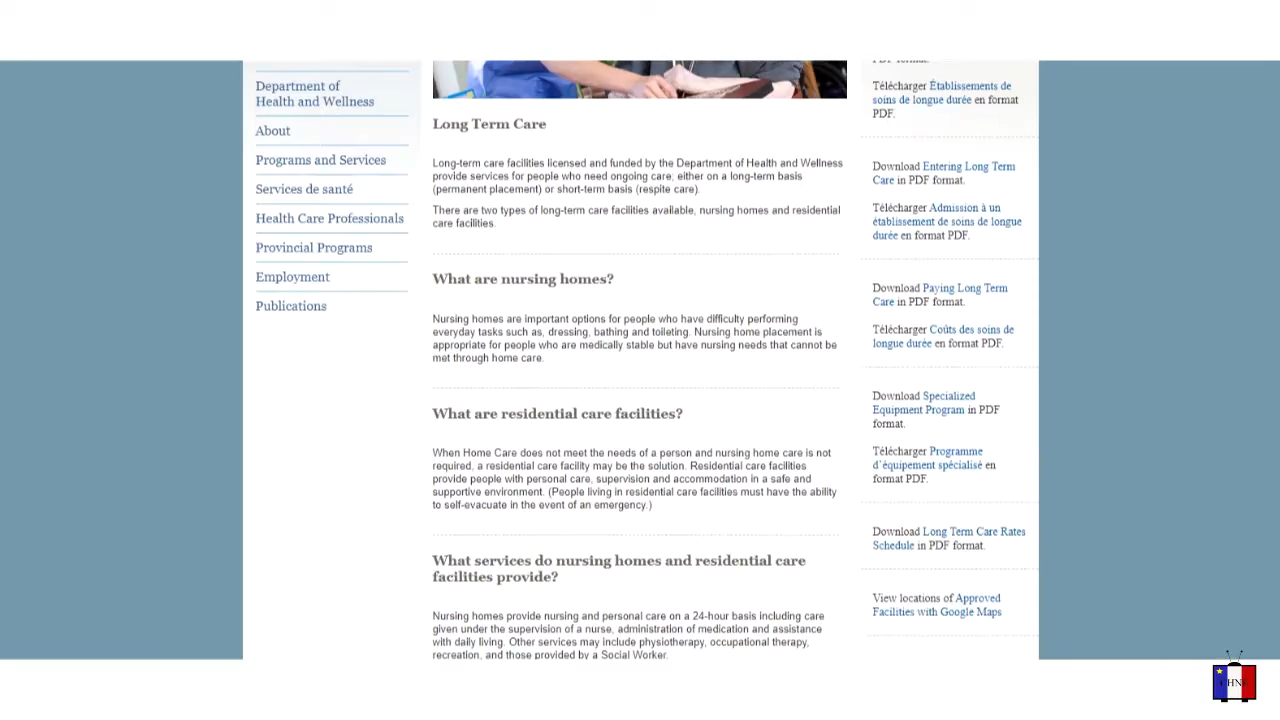 Department of
Health and Wellness
About
Programs and Services
Services de santé
Health Care Professionals
Provincial Programs
Employment
Publications
Long Term Care
Long-term care facilities licensed and funded by the Department of Health and Wellness
provide services for people who need ongoing care; either on a long-term basis
(permanent placement) or short-term basis (respite care).
There are two types of long-term care facilities available, nursing homes and residential
care facilities.
What are nursing homes?
Nursing homes are important options for people who have difficulty performing
everyday tasks such as, dressing, bathing and toileting. Nursing home placement is
appropriate for people who are medically stable but have nursing needs that cannot be
met through home care.
What are residential care facilities?
When Home Care does not meet the needs of a person and nursing home care is not
required, a residential care facility may be the solution. Residential care facilities
provide people with personal care, supervision and accommodation in a safe and
supportive environment. (People living in residential care facilities must have the ability
to self-evacuate in the event of an emergency.)
What services do nursing homes and residential care
facilities provide?
Nursing homes provide nursing and personal care on a 24-hour basis including care
given under the supervision of a nurse, administration of medication and assistance
with daily living. Other services may include physiotherapy, occupational therapy,
recreation, and those provided by a Social Worker.
PDF format.
Télécharger Établissements de
soins de longue durée en format
PDF.
Download Entering Long Term
Care in PDF format.
Télécharger Admission à un
établissement de soins de longue
durée en format PDF.
Download Paying Long Term
Care in PDF format.
Télécharger Coûts des soins de
longue durée en format PDF.
Download Specialized
Equipment Program in PDF
format.
Télécharger Programme
d'équipement spécialisé en
format PDF.
Download Long Term Care Rates
Schedule in PDF format.
View locations of Approved
Facilities with Google Maps